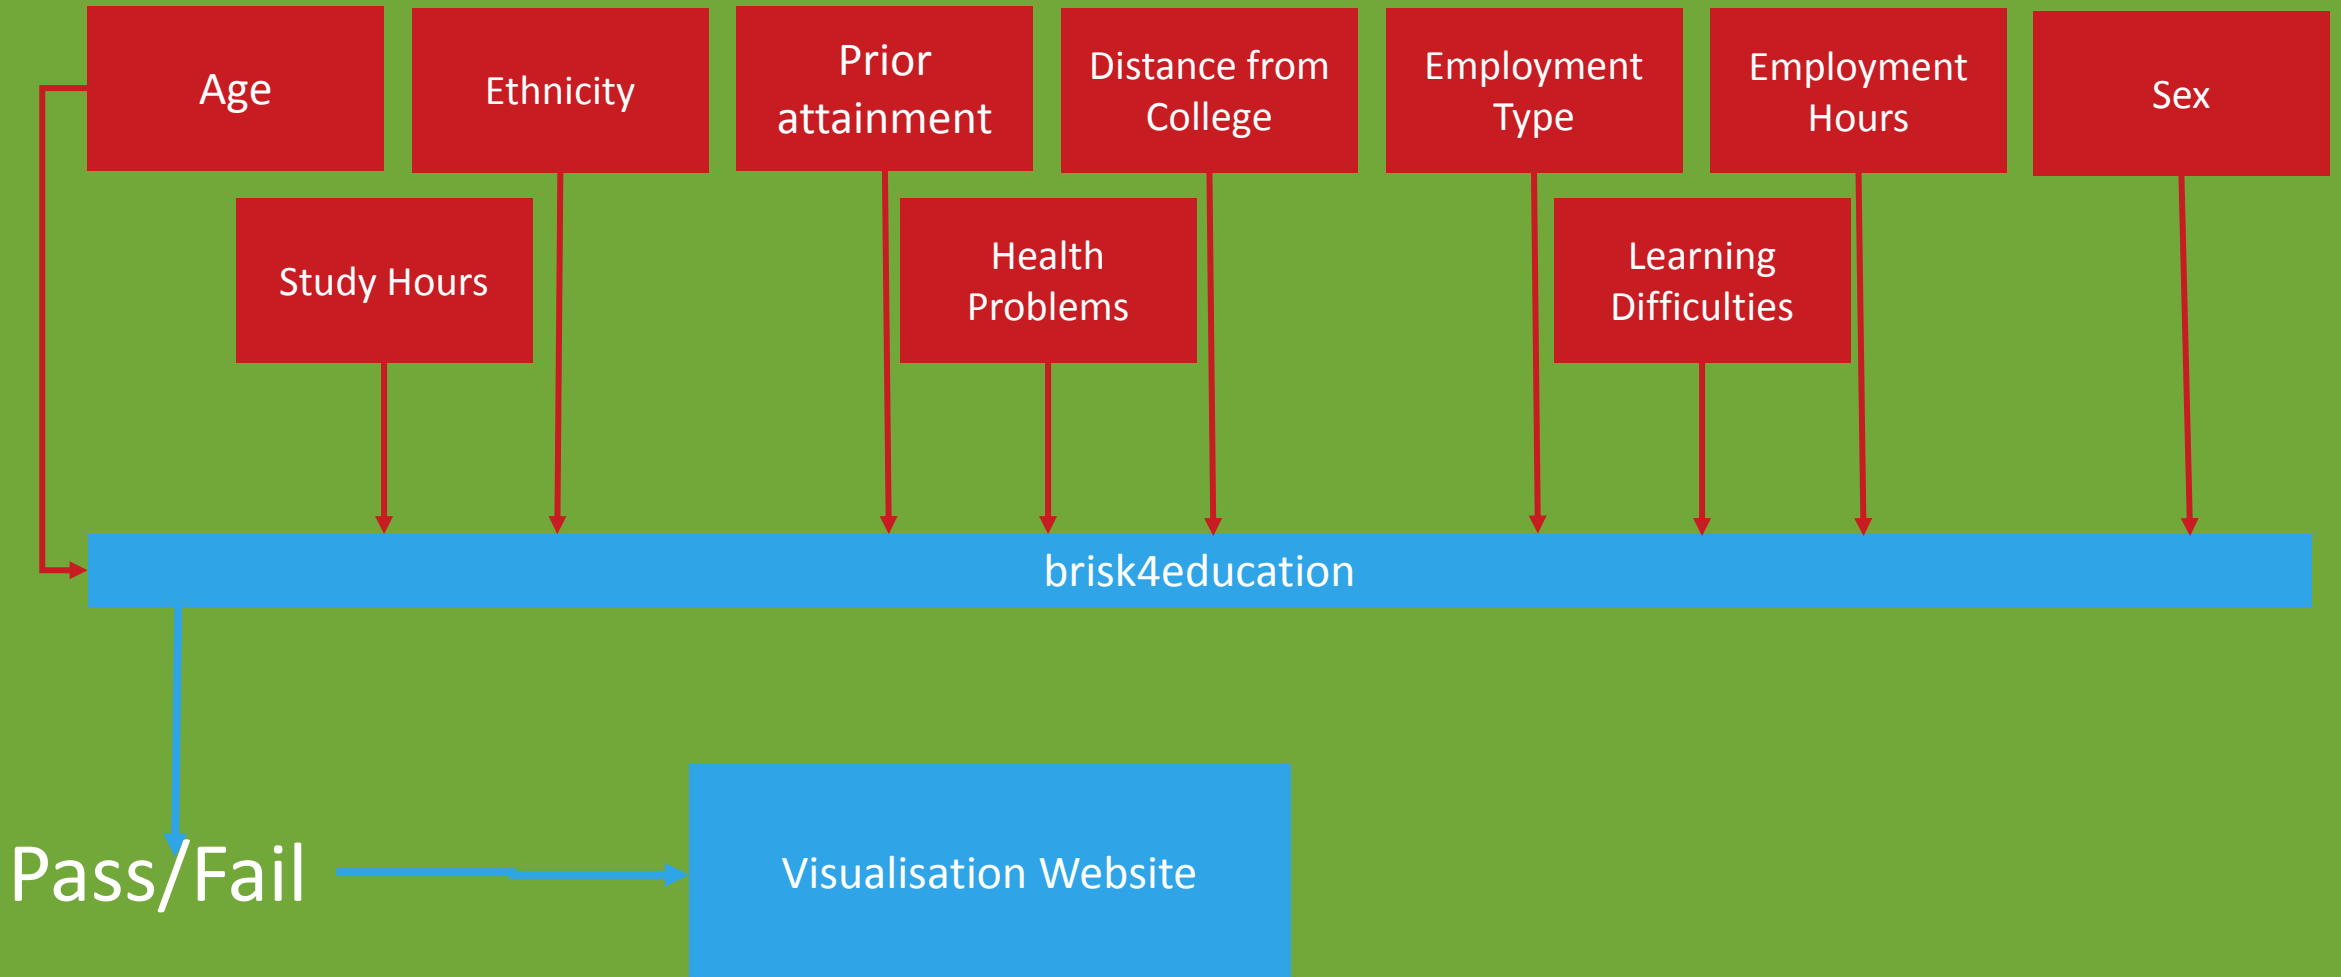 Age
Ethnicity
Prior
attainment
Distance from
College
Employment
Type
Employment
Hours
Sex
Study Hours
Health
Problems
Learning
Difficulties
brisk4education
Pass/Fail
Visualisation Website